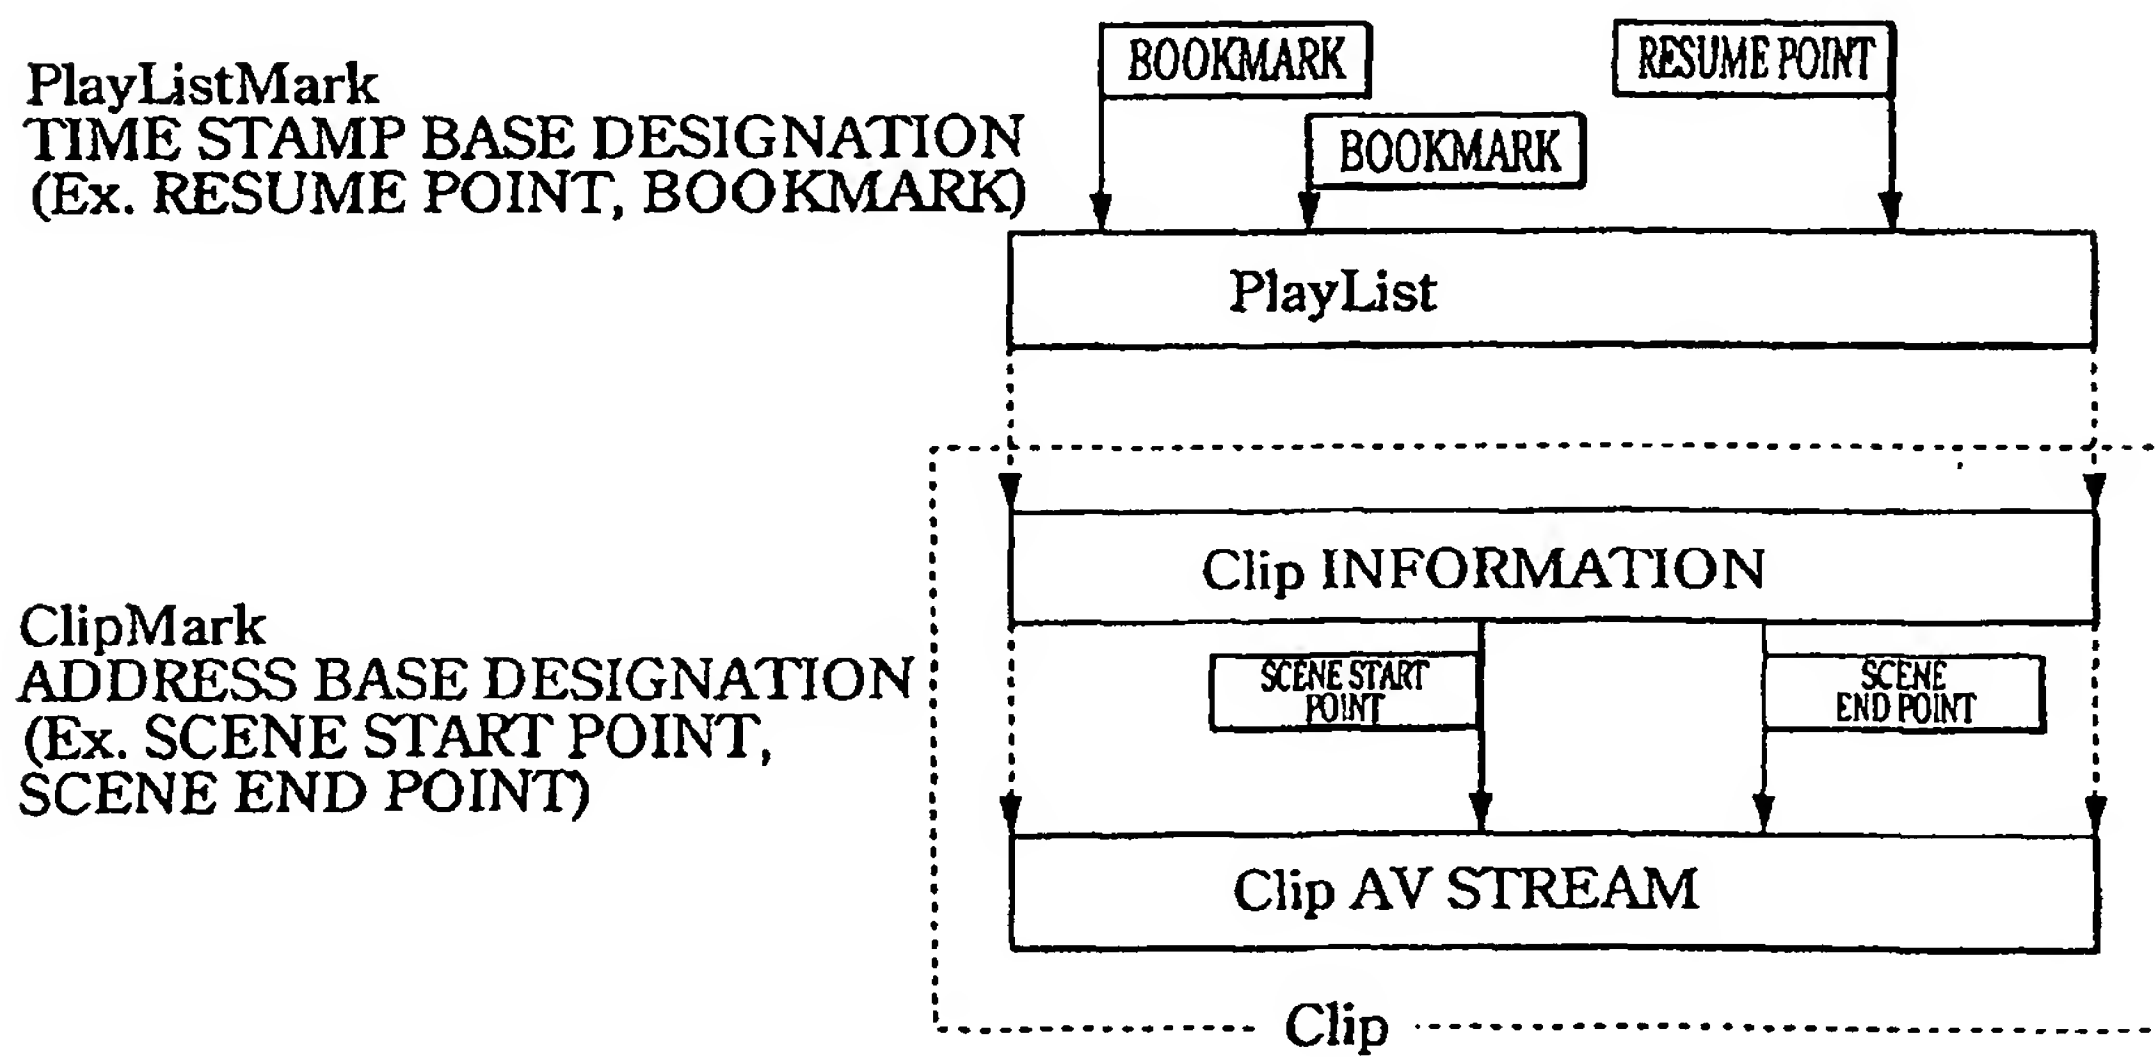 BOOKMARK
RESUME POINT
PlayListMark
TIME STAMP BASE DESIGNATION
(Ex. RESUME POINT, BOOKMARK)
BOOKMARK
PlayList
Clip INFORMATION
ClipMark
ADDRESS BASE DESIGNATION
(Ex. SCENE START POINT,
SCENE END POINT)
SCENE START
POINT
SCENE
END POINT
Clip AV STREAM
Clip